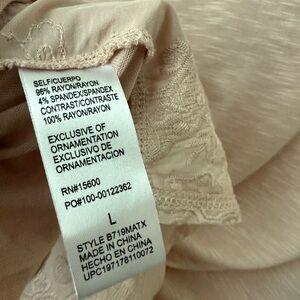 SELF/CUERPO
96% RAYON/RAYON
4% SPANDEX/SPANDEX
CONTRAST/CONTRASTE
100% RAYON/RAYON
EXCLUSIVE OF
ORNAMENTATION
EXCLUSIVO DE
ORNAMENTACION
RN#15600
PO#100-00122362
L
STYLE B719MATX
MADE IN CHINA
HECHO EN CHINA
UPC197176110072